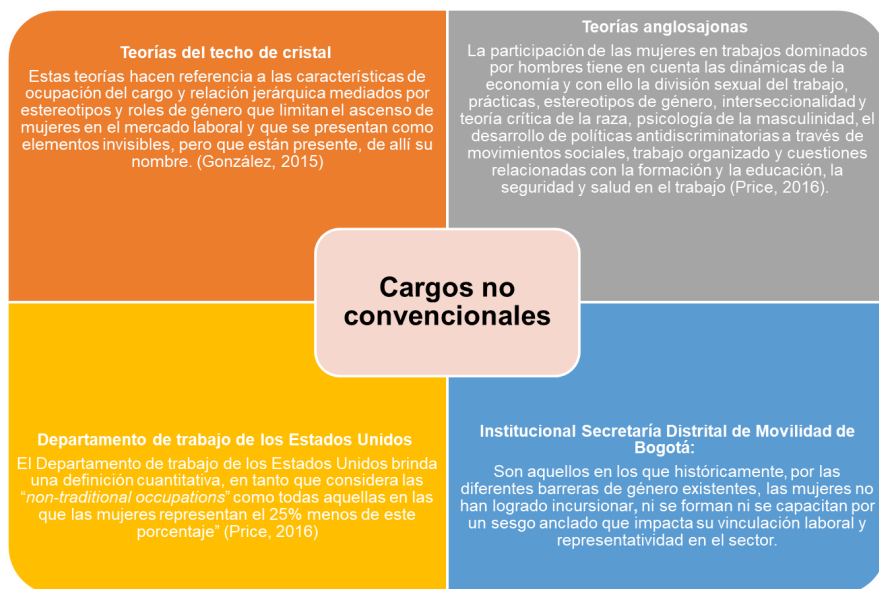 Teorías del techo de cristal
Estas teorías hacen referencia a las características de
ocupación del cargo y relación jerárquica mediados por
estereotipos y roles de género que limitan el ascenso de
mujeres en el mercado laboral y que se presentan como
elementos invisibles, pero que están presente, de allí su
nombre. (González, 2015)
Teorías anglosajonas
La participación de las mujeres en trabajos dominados
por hombres tiene en cuenta las dinámicas de la
economía y con ello la división sexual del trabajo,
prácticas, estereotipos de género, interseccionalidad y
teoría crítica de la raza, psicología de la masculinidad, el
desarrollo de políticas antidiscriminatorias a través de
movimientos sociales, trabajo organizado y cuestiones
relacionadas con la formación y la educación, la
seguridad y salud en el trabajo (Price, 2016).
Cargos no
convencionales
Departamento de trabajo de los Estados Unidos
El Departamento de trabajo de los Estados Unidos brinda
una definición cuantitativa, en tanto que considera las
“non-traditional occupations” como todas aquellas en las
que las mujeres representan el 25% menos de este
porcentaje” (Price, 2016)
Institucional Secretaría Distrital de Movilidad de
Bogotá:
Son aquellos en los que históricamente, por las
diferentes barreras de género existentes, las mujeres no
han logrado incursionar, ni se forman ni se capacitan por
un sesgo anclado que impacta su vinculación laboral y
representatividad en el sector.